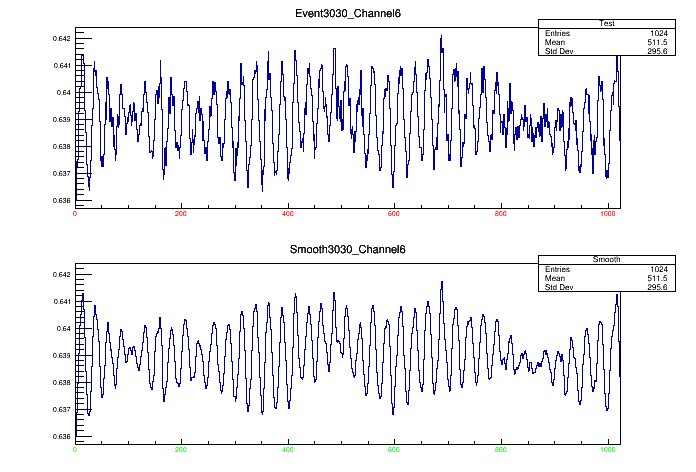 Event3030_Channel6
Test
Entries 1024
Mean 511.5
Std Dev 295.6
0.642
0.641
0.64
0.639
0.638
0.637
0.636
0 200 400 600 800 1000
Smooth3030_Channel6
Smooth
Entries 1024
Mean 511.5
Std Dev 295.6
0.642
0.641
0.64
0.639
0.638
0.637
0.636
0 200 400 600 800 1000